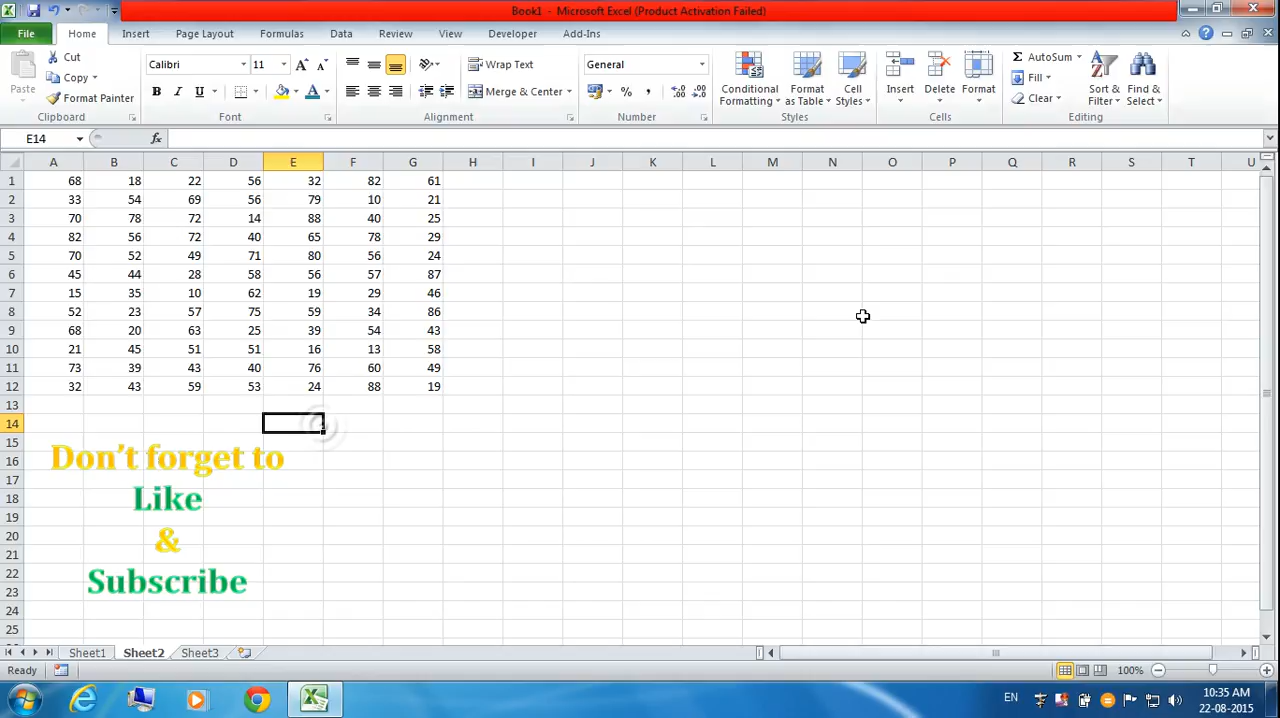 Book1 - Microsoft Excel (Product Activation Failed)
File Home Insert Page Layout Formulas Data Review View Developer Add-Ins
Paste
Cut
Copy
Format Painter
Clipboard
Calibri 11
B I U
Font
Wrap Text
Merge & Center
Alignment
General
%
Number
Conditional Formatting
Format as Table
Cell Styles
Styles
Insert
Delete
Format
Cells
AutoSum
Fill
Clear
Sort & Filter
Find & Select
Editing
E14 fx
A B C D E F G H I J K L M N O P Q R S T U
1 68 18 22 56 32 82 61
2 33 54 69 56 79 10 21
3 70 78 72 14 88 40 25
4 82 56 72 40 65 78 29
5 70 52 49 71 80 56 24
6 45 44 28 58 56 57 87
7 15 35 10 62 19 29 46
8 52 23 57 75 59 34 86
9 68 20 63 25 39 54 43
10 21 45 51 51 16 13 58
11 73 39 43 40 76 60 49
12 32 43 59 53 24 88 19
13
14
15
Don't forget to
16
17
18
Like
19
20
&
21
22
Subscribe
23
24
25
Sheet1 Sheet2 Sheet3
Ready 100%
EN 10:35 AM
22-08-2015